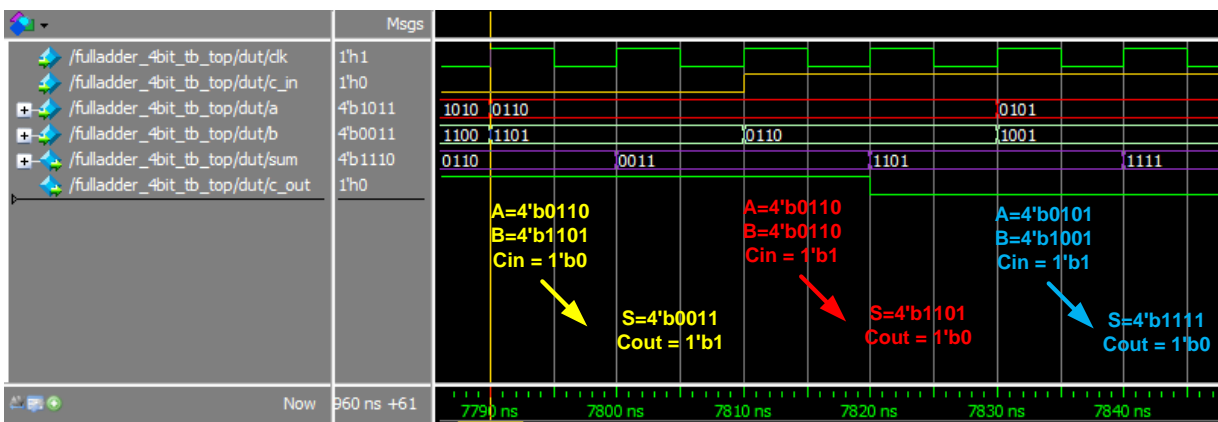 Msgs
/fulladder_4bit_tb_top/dut/clk 1'h1
/fulladder_4bit_tb_top/dut/c_in 1'h0
/fulladder_4bit_tb_top/dut/a 4'b1011 1010 0110 0101
/fulladder_4bit_tb_top/dut/b 4'b0011 1100 1101 0110 1001
/fulladder_4bit_tb_top/dut/sum 4'b1110 0110 0011 1101 1111
/fulladder_4bit_tb_top/dut/c_out 1'h0
A=4'b0110
B=4'b1101
Cin = 1'b0
S=4'b0011
Cout = 1'b1
A=4'b0110
B=4'b0110
Cin = 1'b1
S=4'b1101
Cout = 1'b0
A=4'b0101
B=4'b1001
Cin = 1'b1
S=4'b1111
Cout = 1'b0
Now 960 ns +61 7790 ns 7800 ns 7810 ns 7820 ns 7830 ns 7840 ns